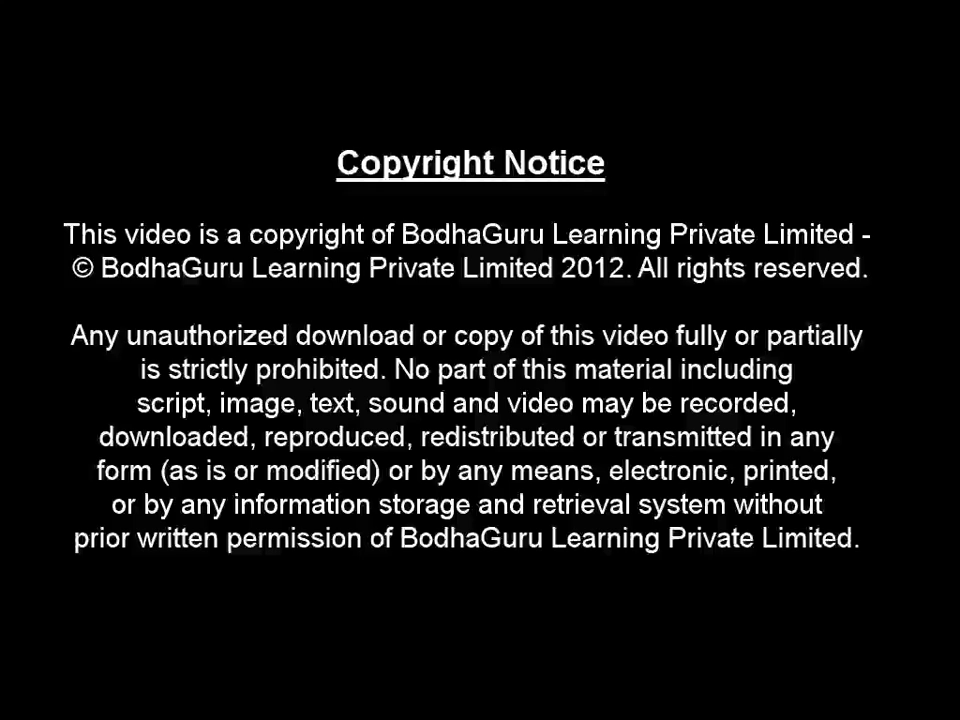 Copyright Notice
This video is a copyright of BodhaGuru Learning Private Limited -
© BodhaGuru Learning Private Limited 2012. All rights reserved.
Any unauthorized download or copy of this video fully or partially
is strictly prohibited. No part of this material including
script, image, text, sound and video may be recorded,
downloaded, reproduced, redistributed or transmitted in any
form (as is or modified) or by any means, electronic, printed,
or by any information storage and retrieval system without
prior written permission of BodhaGuru Learning Private Limited.